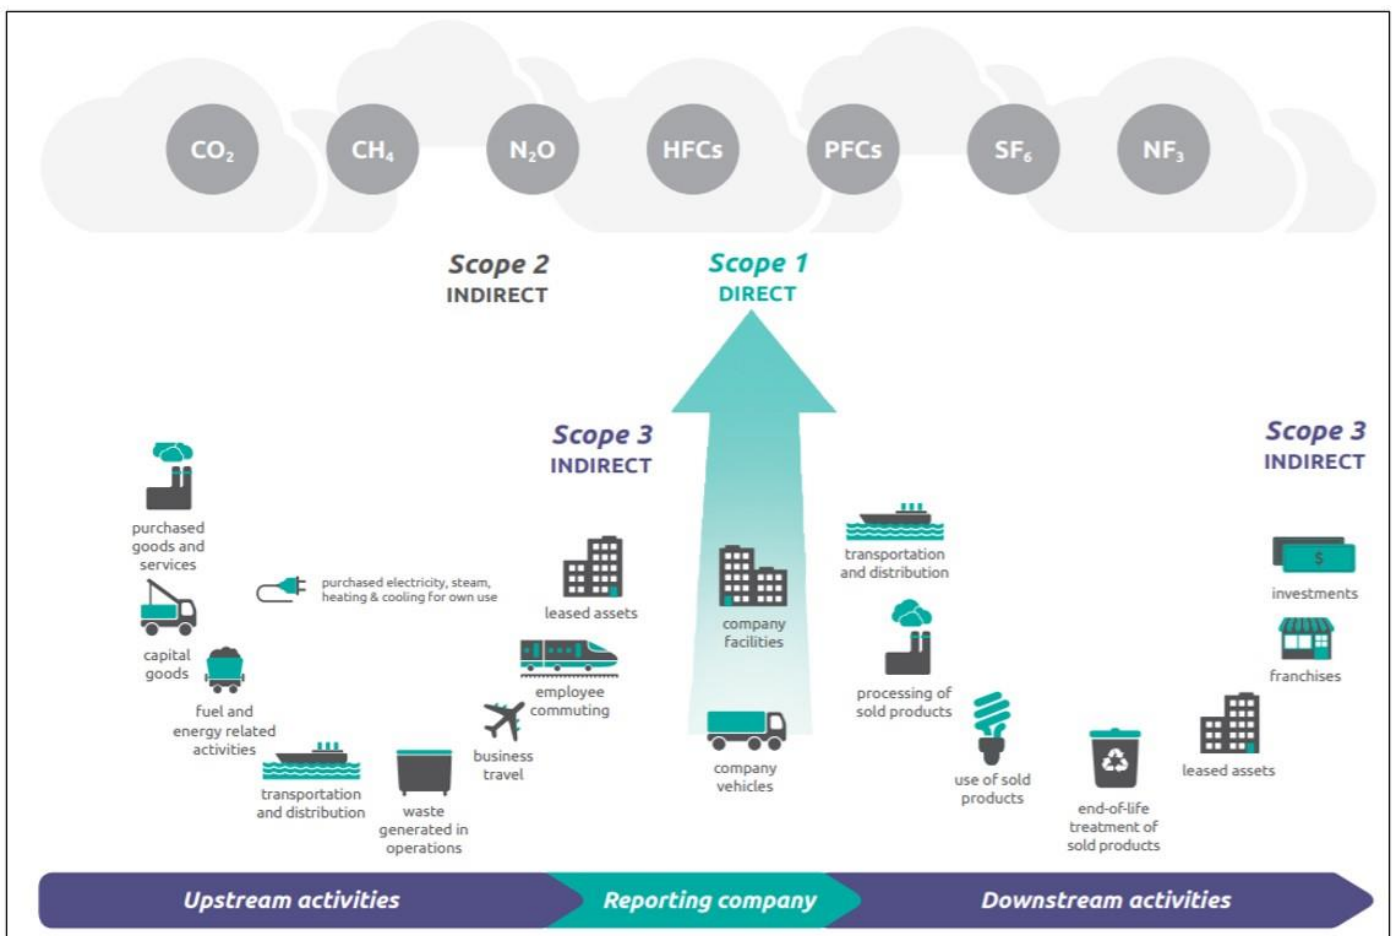 CO₂
CH₄
N₂O
HFCs
PFCs
SF₆
NF₃
Scope 2
INDIRECT
Scope 1
DIRECT
Scope 3
INDIRECT
Scope 3
INDIRECT
purchased
goods and
services
capital
goods
fuel and
energy related
activities
purchased electricity, steam,
heating & cooling for own use
transportation
and distribution
waste
generated in
operations
business
travel
employee
commuting
leased assets
company
facilities
company
vehicles
transportation
and distribution
processing of
sold products
use of sold
products
end-of-life
treatment of
sold products
leased assets
franchises
$
investments
Upstream activities
Reporting company
Downstream activities